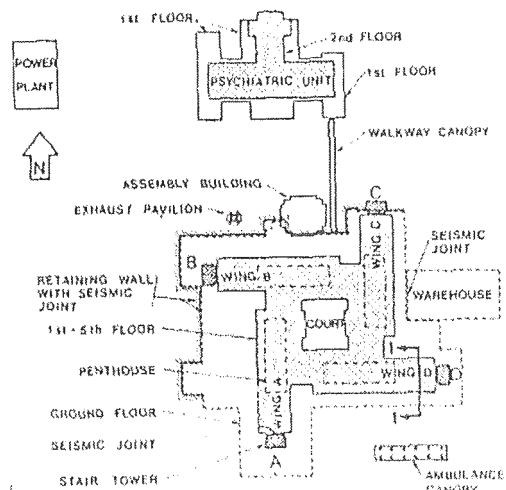 1st FLOOR
2nd FLOOR
POWER
PLANT
PSYCHIATRIC UNIT
1st FLOOR
N
WALKWAY CANOPY
ASSEMBLY BUILDING
EXHAUST PAVILION
C
SEISMIC
JOINT
WING C
B
WING B
RETAINING WALL
WITH SEISMIC
JOINT
WAREHOUSE
1st-5th FLOOR
COURT
PENTHOUSE
WING A
WING D
D
I
I
GROUND FLOOR
SEISMIC JOINT
A
STAIR TOWER
AMBULANCE
CANOPY